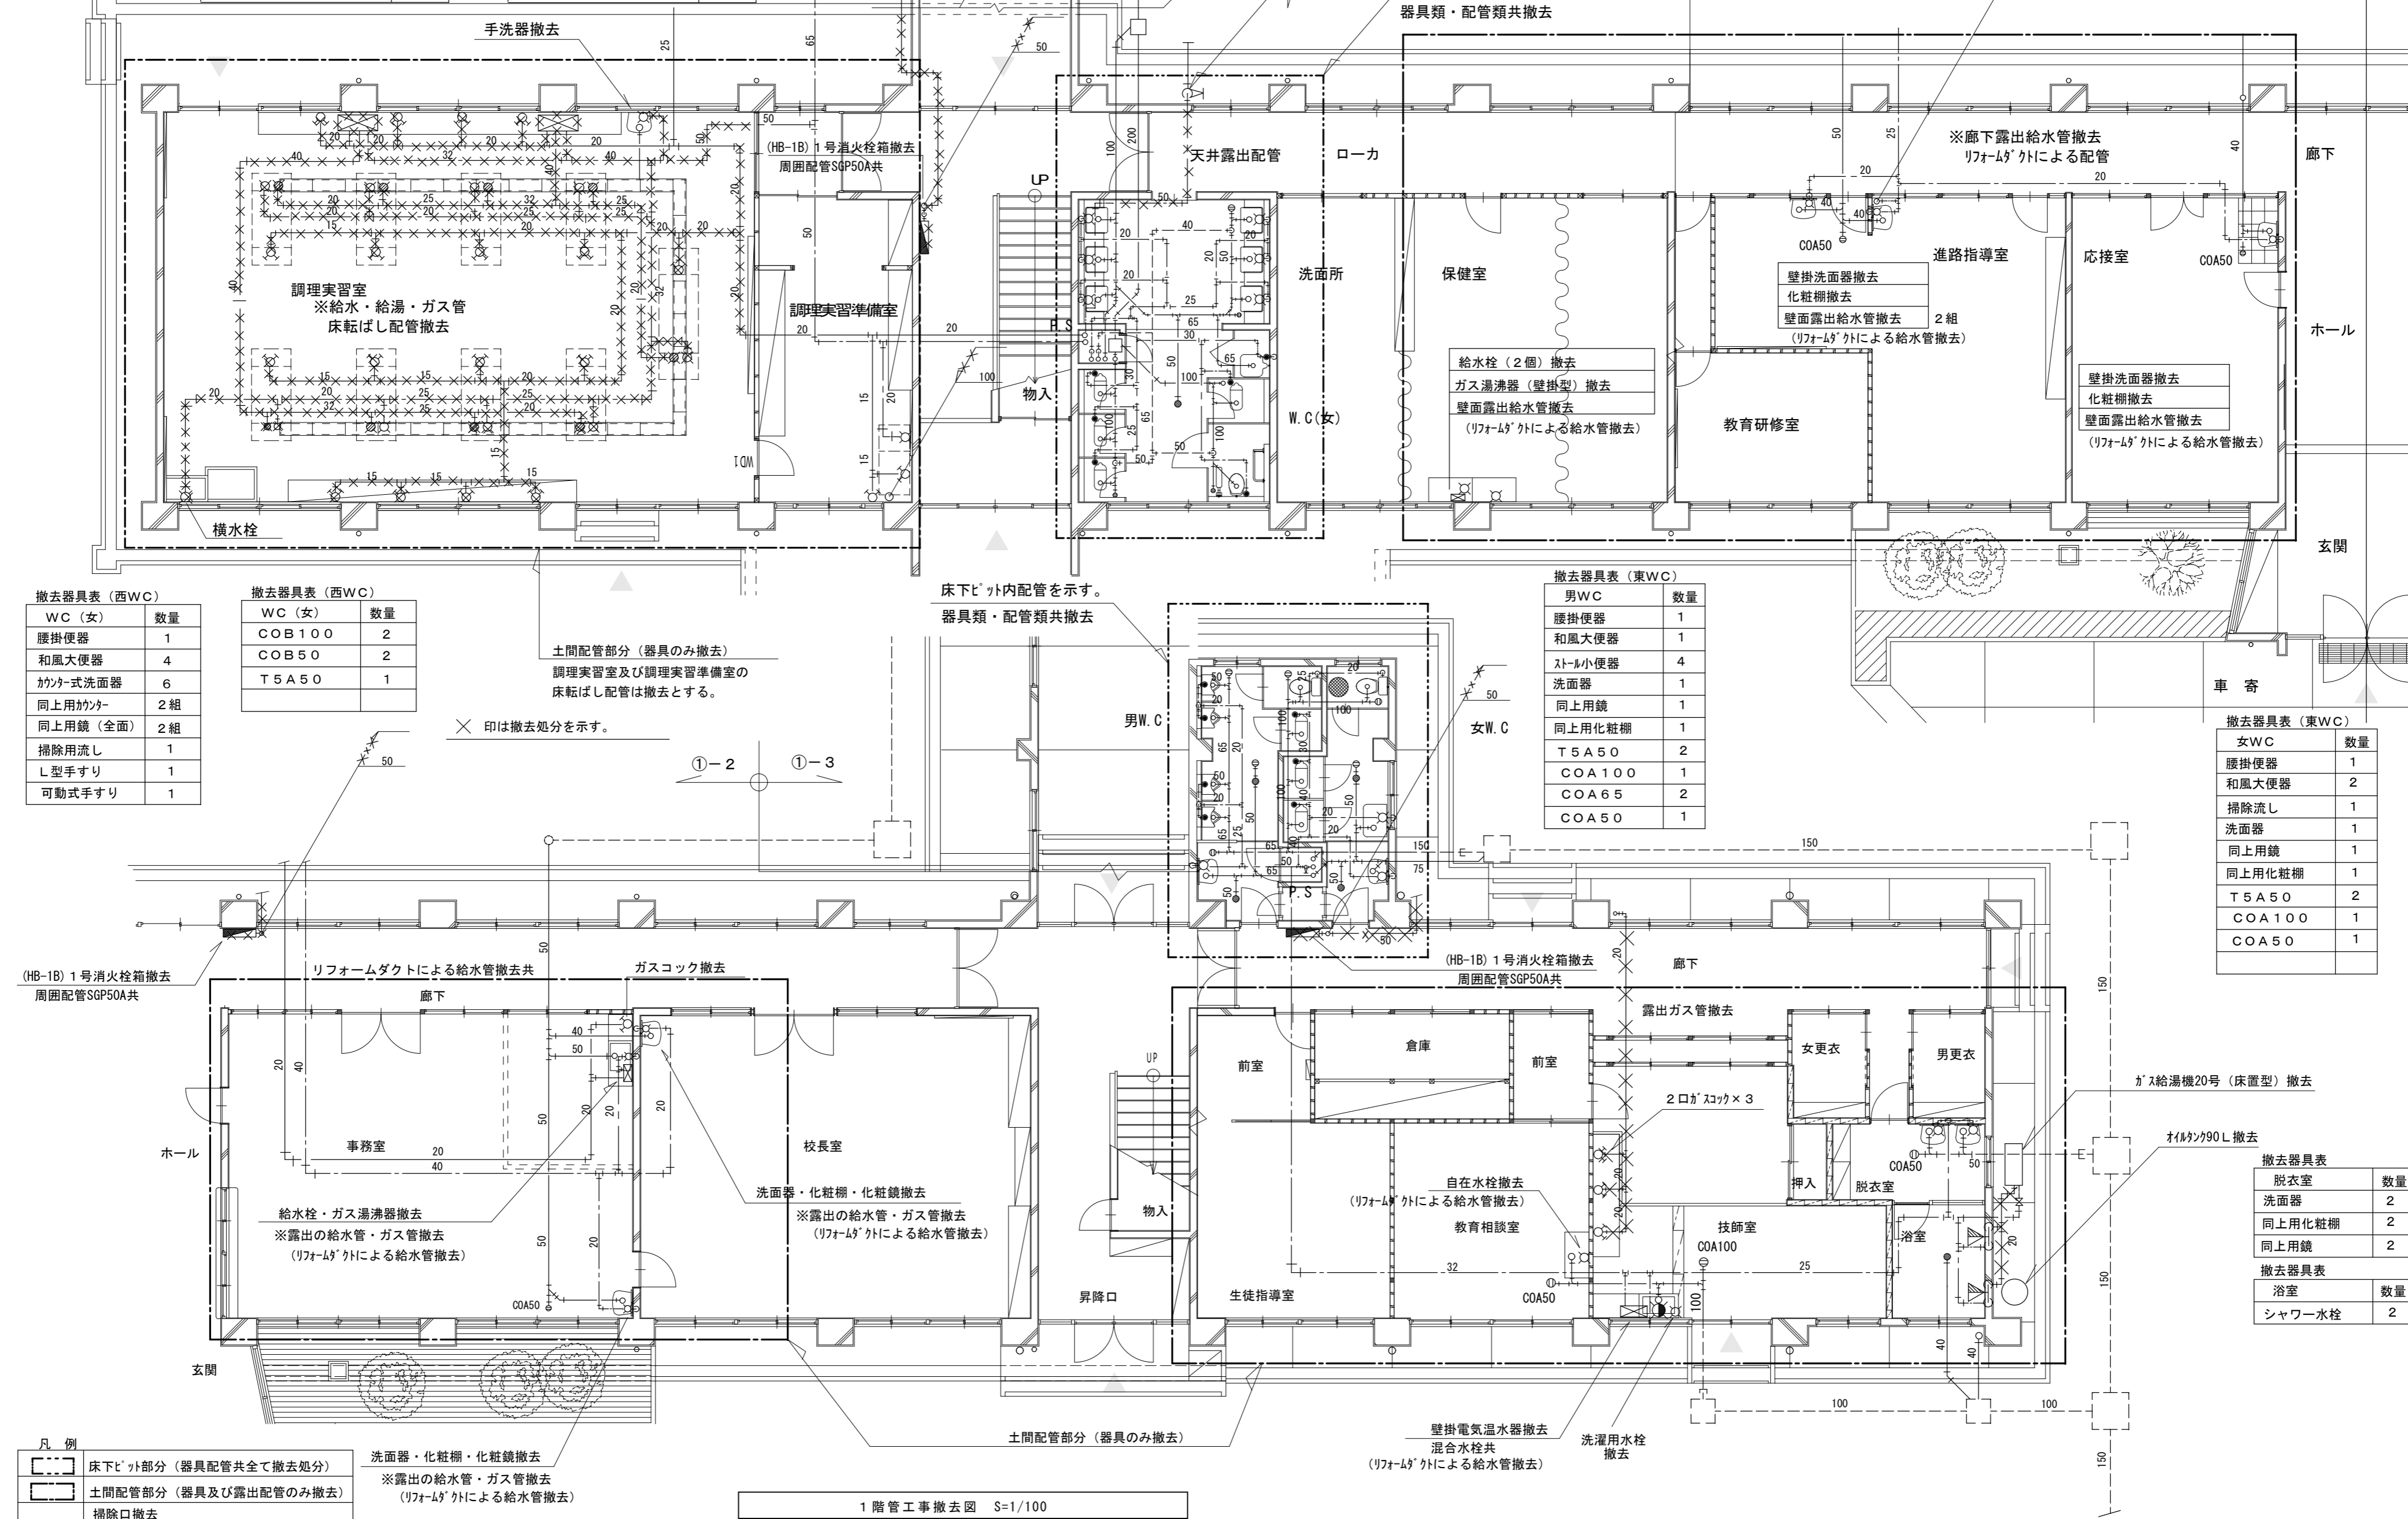 器具類・配管類共撤去
手洗器撤去
(HB-1B) 1号消火栓箱撤去
周囲配管SGP50A共
天井露出配管
ローカ
※廊下露出給水管撤去
リフォームダクトによる配管
廊下
UP
調理実習室
※給水・給湯・ガス管
床転ばし配管撤去
調理実習準備室
P.S
物入
洗面所
W.C(女)
保健室
給水栓（２個）撤去
ガス湯沸器（壁掛型）撤去
壁面露出給水管撤去
(ﾘﾌｫｰﾑﾀﾞｸﾄによる給水管撤去)
COA50
進路指導室
壁掛洗面器撤去
化粧棚撤去
壁面露出給水管撤去
２組
(ﾘﾌｫｰﾑﾀﾞｸﾄによる給水管撤去)
教育研修室
応接室
COA50
壁掛洗面器撤去
化粧棚撤去
壁面露出給水管撤去
(ﾘﾌｫｰﾑﾀﾞｸﾄによる給水管撤去)
ホール
WD1
横水栓
玄関
車 寄
撤去器具表（西WC）
WC（女） 数量
腰掛便器 1
和風大便器 4
ｶｳﾝﾀｰ式洗面器 6
同上用ｶｳﾝﾀｰ 2組
同上用鏡（全面） 2組
掃除用流し 1
L型手すり 1
可動式手すり 1
撤去器具表（西WC）
WC（女） 数量
COB100 2
COB50 2
T5A50 1
土間配管部分（器具のみ撤去）
調理実習室及び調理実習準備室の
床転ばし配管は撤去とする。
× 印は撤去処分を示す。
①－2
①－3
床下ﾋﾟｯﾄ内配管を示す。
器具類・配管類共撤去
男W.C
女W.C
P.S
撤去器具表（東WC）
男WC 数量
腰掛便器 1
和風大便器 1
ｽﾄｰﾙ小便器 4
洗面器 1
同上用鏡 1
同上用化粧棚 1
T5A50 2
COA100 1
COA65 2
COA50 1
撤去器具表（東WC）
女WC 数量
腰掛便器 1
和風大便器 2
掃除流し 1
洗面器 1
同上用鏡 1
同上用化粧棚 1
T5A50 2
COA100 1
COA50 1
(HB-1B) 1号消火栓箱撤去
周囲配管SGP50A共
リフォームダクトによる給水管撤去共
廊下
ガスコック撤去
(HB-1B) 1号消火栓箱撤去
周囲配管SGP50A共
廊下
露出ガス管撤去
ホール
事務室
給水栓・ガス湯沸器撤去
※露出の給水管・ガス管撤去
(ﾘﾌｫｰﾑﾀﾞｸﾄによる給水管撤去)
COA50
校長室
洗面器・化粧棚・化粧鏡撤去
※露出の給水管・ガス管撤去
(ﾘﾌｫｰﾑﾀﾞｸﾄによる給水管撤去)
UP
物入
昇降口
前室
倉庫
前室
女更衣
男更衣
２口ｶﾞｽｺｯｸ×３
ｶﾞｽ給湯機20号（床置型）撤去
ｵｲﾙﾀﾝｸ90L撤去
自在水栓撤去
(ﾘﾌｫｰﾑﾀﾞｸﾄによる給水管撤去)
教育相談室
生徒指導室
COA50
技師室
COA100
押入
脱衣室
COA50
浴室
撤去器具表
脱衣室 数量
洗面器 2
同上用化粧棚 2
同上用鏡 2
撤去器具表
浴室 数量
シャワー水栓 2
玄関
土間配管部分（器具のみ撤去）
壁掛電気温水器撤去
混合水栓共
(ﾘﾌｫｰﾑﾀﾞｸﾄによる給水管撤去)
洗濯用水栓
撤去
凡 例
床下ﾋﾟｯﾄ部分（器具配管共全て撤去処分）
土間配管部分（器具及び露出配管のみ撤去）
掃除口撤去
洗面器・化粧棚・化粧鏡撤去
※露出の給水管・ガス管撤去
(ﾘﾌｫｰﾑﾀﾞｸﾄによる給水管撤去)
１階管工事撤去図 S=1/100